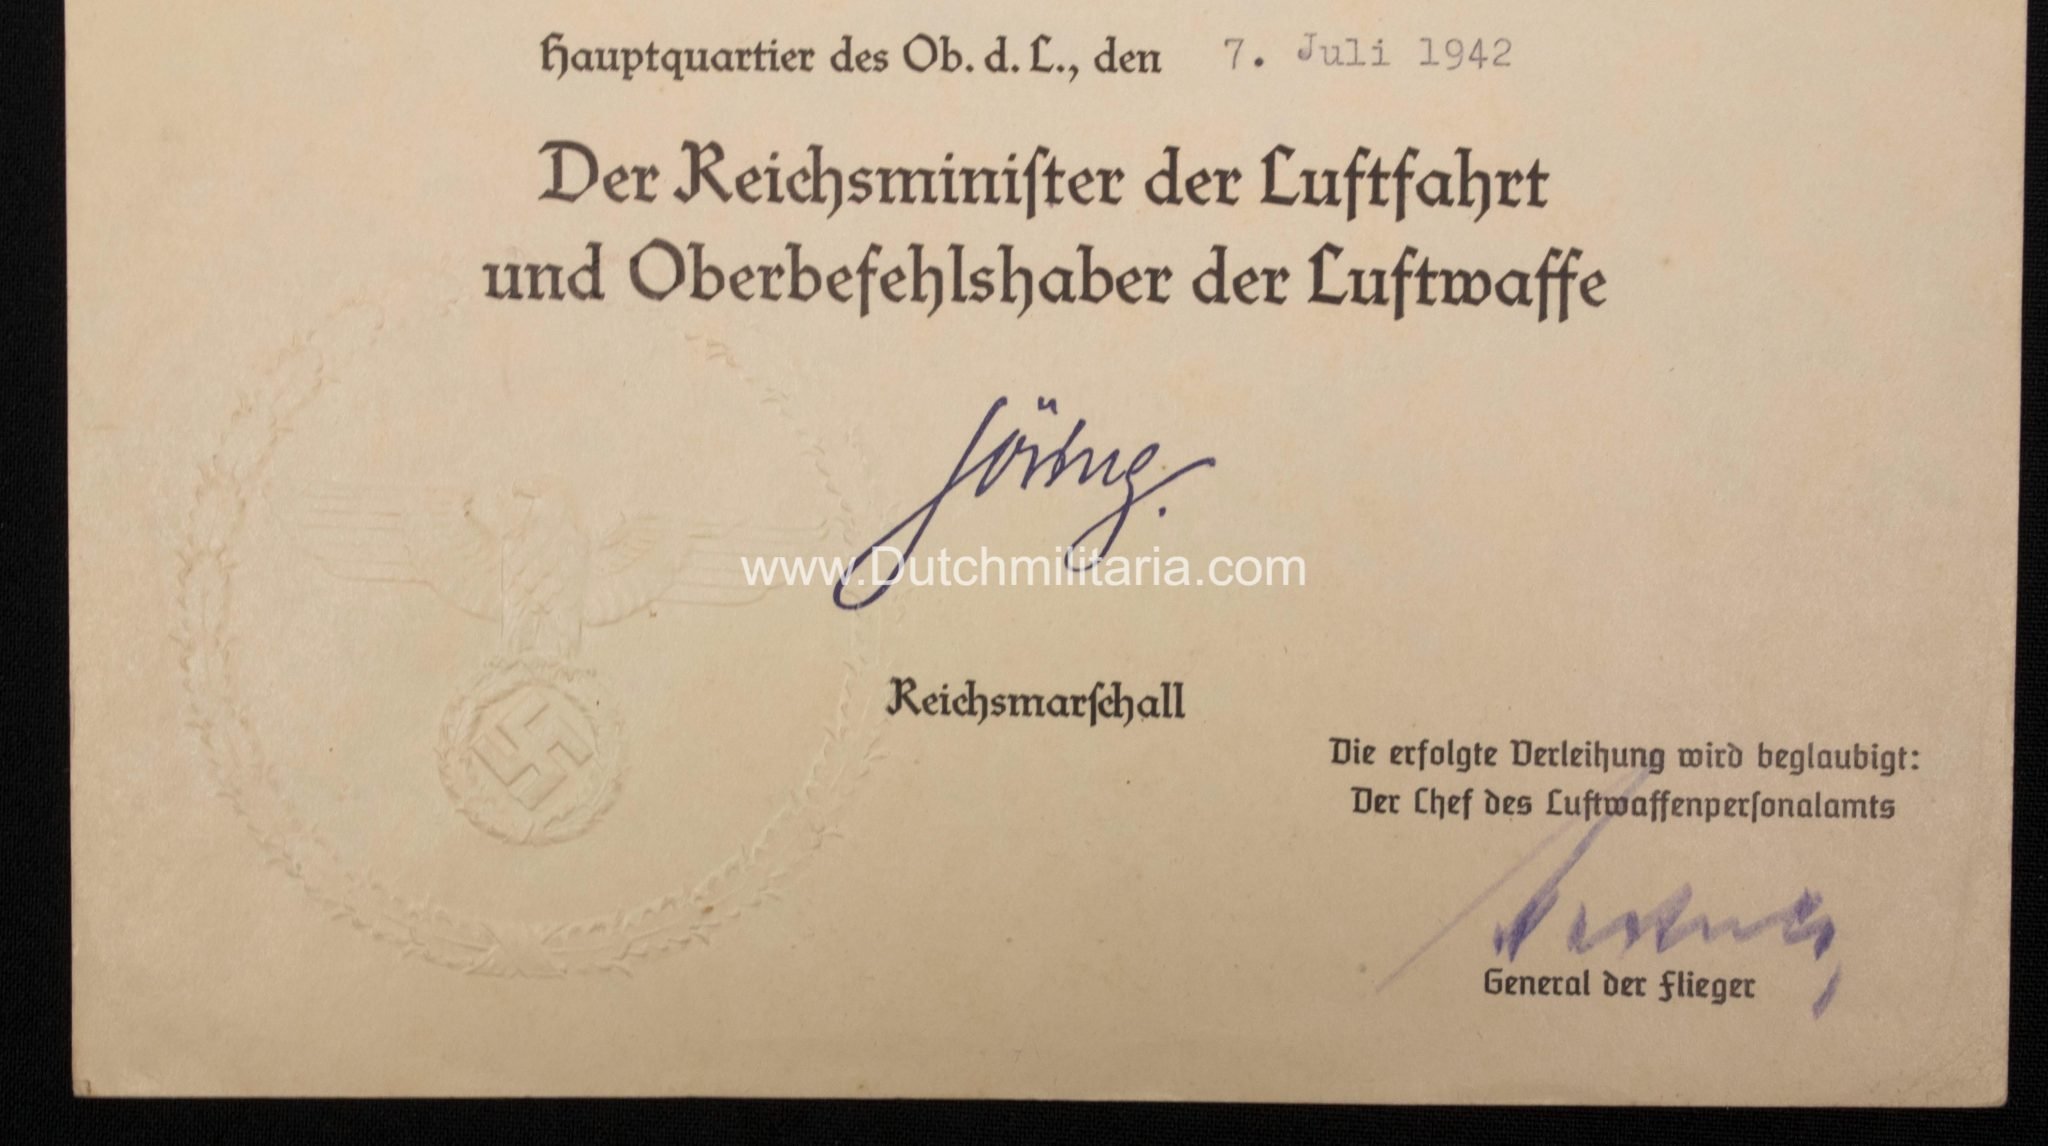 Hauptquartier des Ob. d. L., den 7. Juli 1942
Der Reichsminister der Luftfahrt
und Oberbefehlshaber der Luftwaffe
Göring.
www.Dutchmilitaria.com
Reichsmarschall
Die erfolgte Verleihung wird beglaubigt:
Der Chef des Luftwaffenpersonalamts
General der Flieger